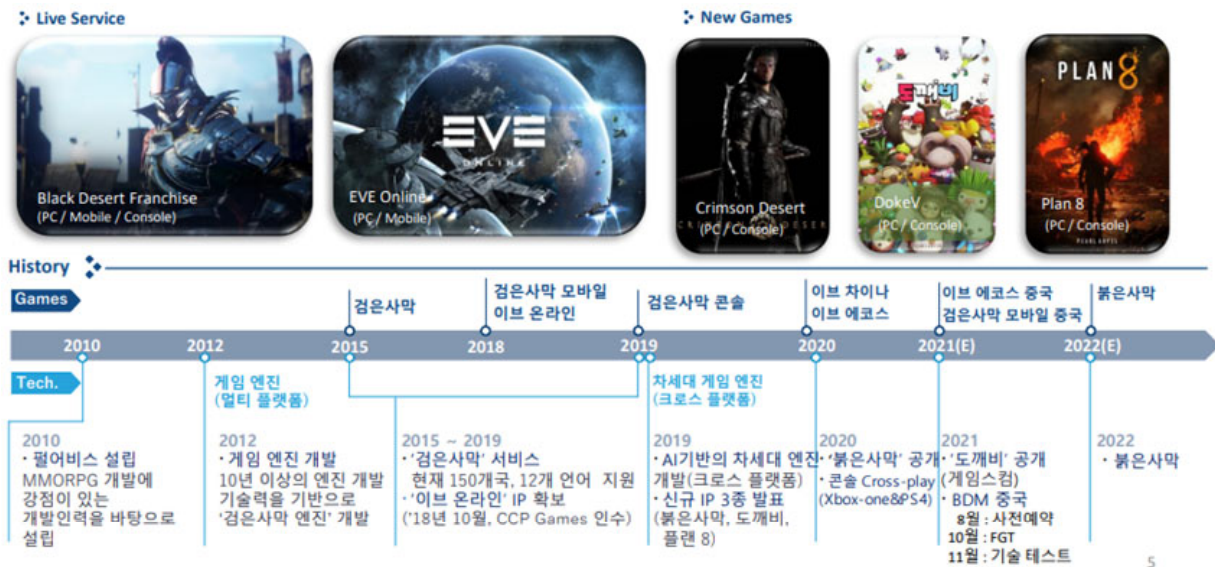 Live Service
New Games
Black Desert Franchise
(PC / Mobile / Console)
EVE
ONLINE
EVE Online
(PC / Mobile)
Crimson Desert
(PC / Console)
도깨비
DokeV
(PC / Console)
PLAN 8
Plan 8
(PC / Console)
PEARL ABYSS
History
Games
검은사막
검은사막 모바일
이브 온라인
검은사막 콘솔
이브 차이나
이브 에코스
이브 에코스 중국
검은사막 모바일 중국
붉은사막
2010
2012
2015
2018
2019
2020
2021(E)
2022(E)
Tech.
게임 엔진
(멀티 플랫폼)
차세대 게임 엔진
(크로스 플랫폼)
2010
· 펄어비스 설립
MMORPG 개발에
강점이 있는
개발인력을 바탕으로
설립
2012
· 게임 엔진 개발
10년 이상의 엔진 개발
기술력을 기반으로
‘검은사막 엔진’ 개발
2015 ~ 2019
· ‘검은사막’ 서비스
현재 150개국, 12개 언어 지원
· ‘이브 온라인’ IP 확보
(’18년 10월, CCP Games 인수)
2019
· AI기반의 차세대 엔진
개발(크로스 플랫폼)
· 신규 IP 3종 발표
(붉은사막, 도깨비,
플랜 8)
2020
· ‘붉은사막’ 공개
· 콘솔 Cross-play
(Xbox-one&PS4)
2021
· ‘도깨비’ 공개
(게임스컴)
· BDM 중국
8월 : 사전예약
10월 : FGT
11월 : 기술 테스트
2022
· 붉은사막
5